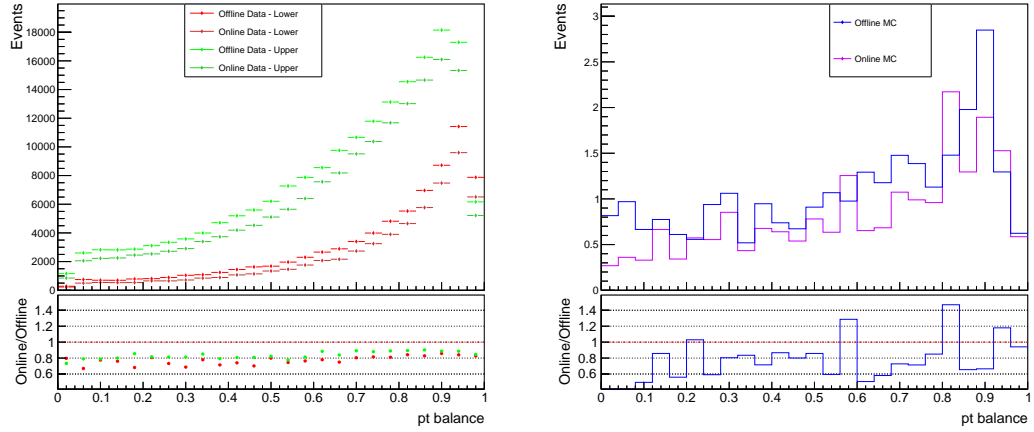 Events
18000
16000
14000
12000
10000
8000
6000
4000
2000
0
Offline Data - Lower
Online Data - Lower
Offline Data - Upper
Online Data - Upper
Online/Offline
1.4
1.2
1
0.8
0.6
0 0.1 0.2 0.3 0.4 0.5 0.6 0.7 0.8 0.9 1
pt balance
Events
3
2.5
2
1.5
1
0.5
0
Offline MC
Online MC
Online/Offline
1.4
1.2
1
0.8
0.6
0 0.1 0.2 0.3 0.4 0.5 0.6 0.7 0.8 0.9 1
pt balance